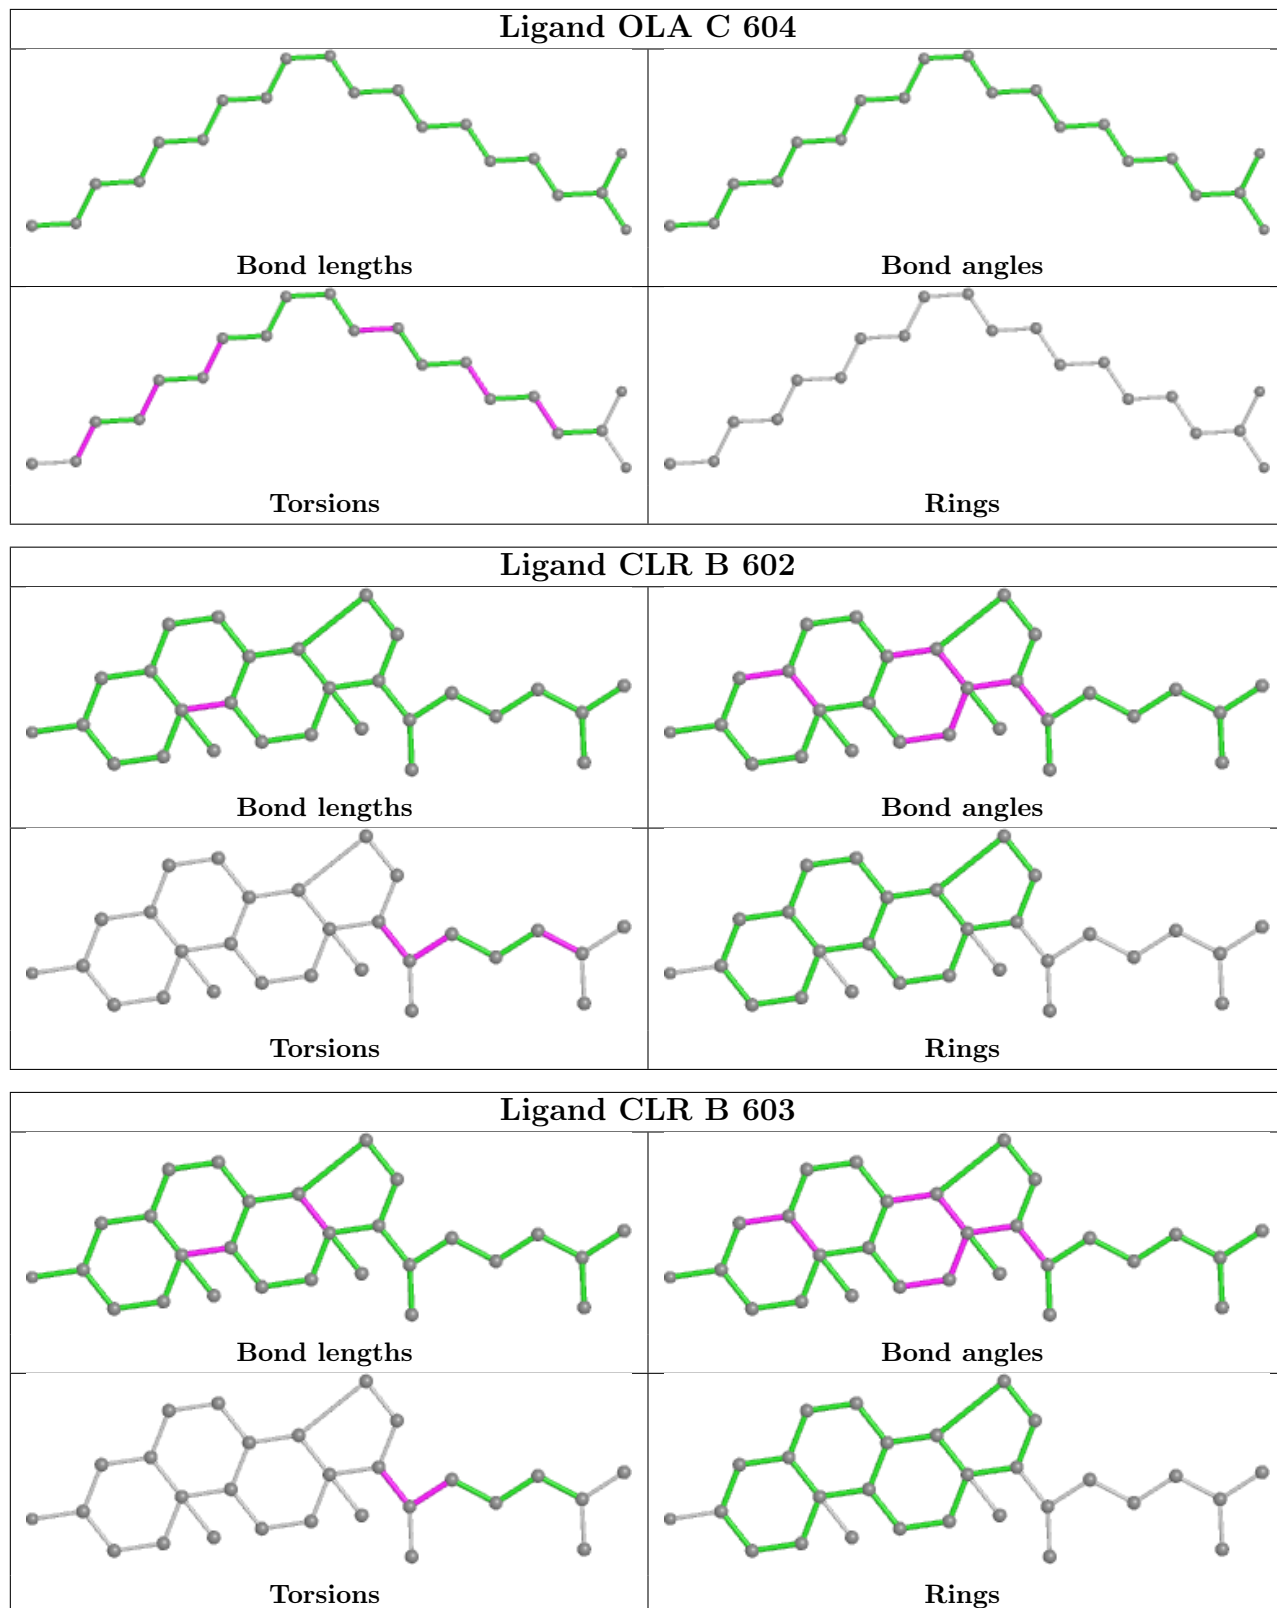 Ligand OLA C 604
Bond lengths
Bond angles
Torsions
Rings
Ligand CLR B 602
Bond lengths
Bond angles
Torsions
Rings
Ligand CLR B 603
Bond lengths
Bond angles
Torsions
Rings